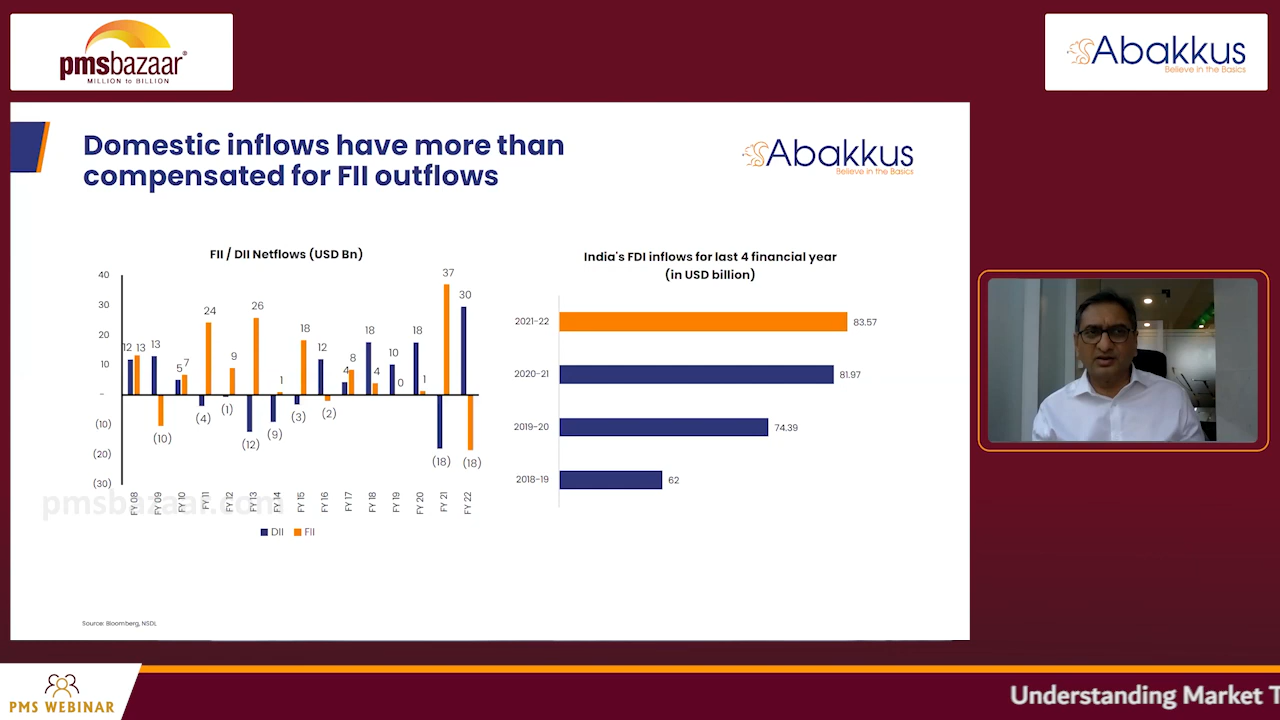 pmsbazaar®
MILLION to BILLION
Abakkus
Believe in the Basics
Domestic inflows have more than
compensated for FII outflows
Abakkus
Believe in the Basics
FII / DII Netflows (USD Bn)
40
30
20
10
–
(10)
(20)
(30)
12 13
13
(10)
5 7
(4)
24
(1)
9
(12)
26
(9)
1
(3)
18
12
(2)
4
8
18
4
10
0
18
1
(18)
37
30
(18)
FY 08
FY 09
FY 10
FY 11
FY 12
FY 13
FY 14
FY 15
FY 16
FY 17
FY 18
FY 19
FY 20
FY 21
FY 22
DII FII
pmsbazaar.com
India's FDI inflows for last 4 financial year
(in USD billion)
2021-22 83.57
2020-21 81.97
2019-20 74.39
2018-19 62
Source: Bloomberg, NSDL
PMS WEBINAR
Understanding Market T